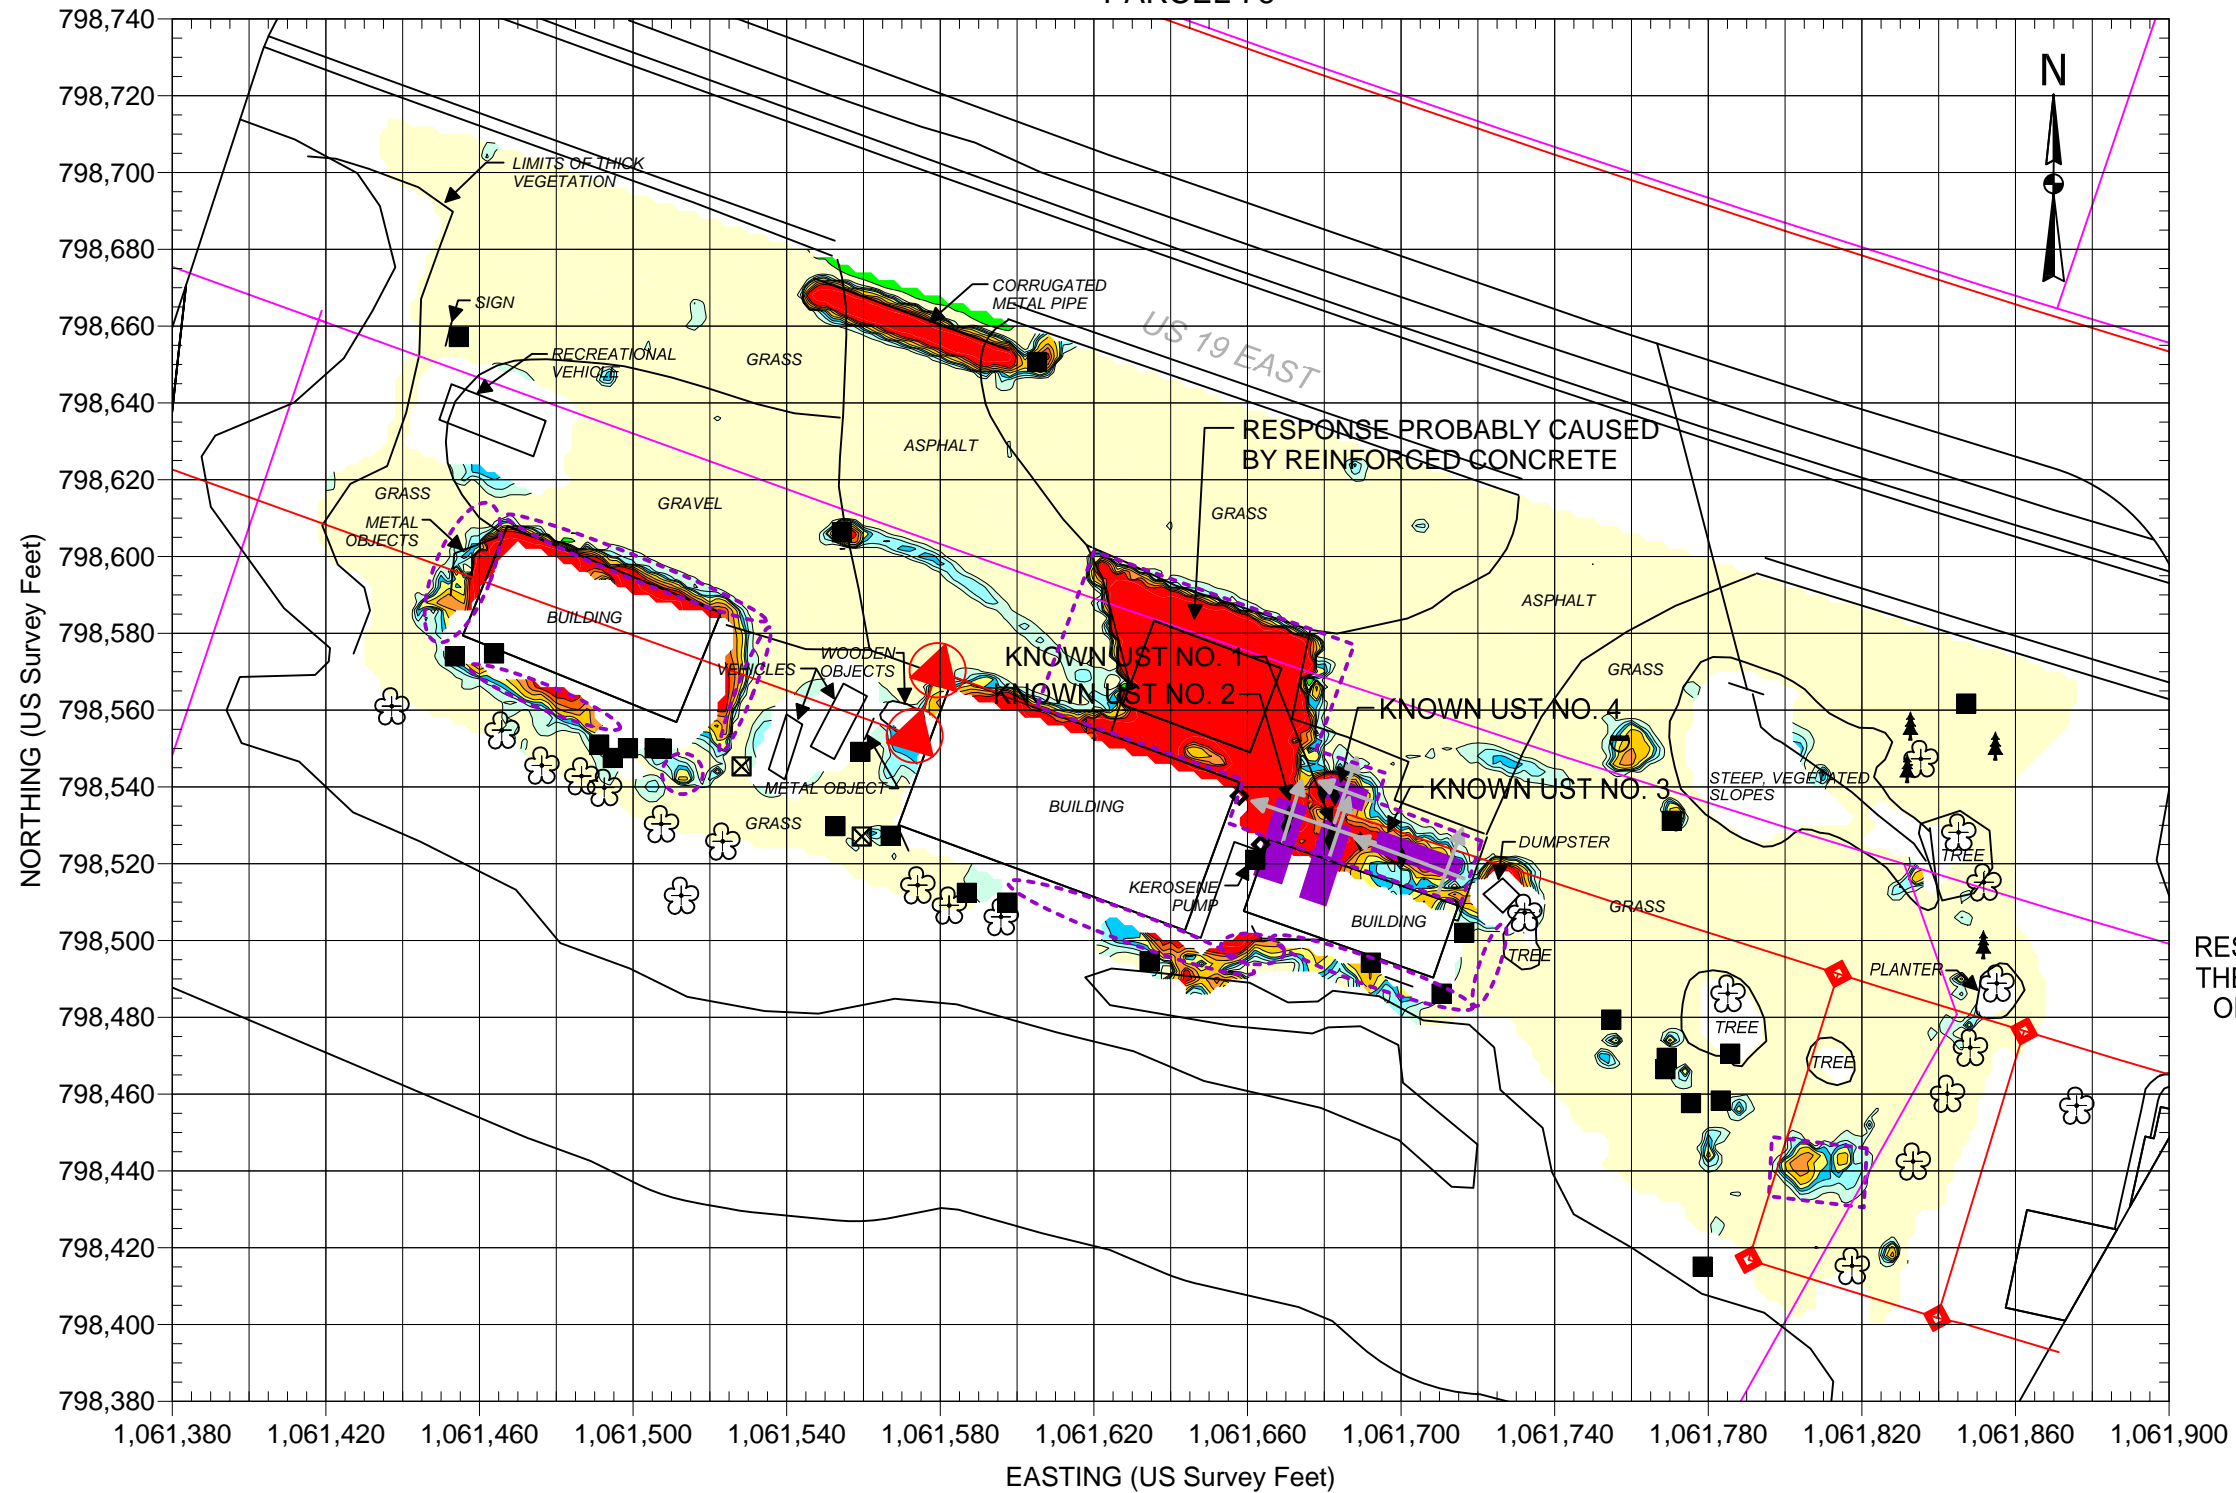 798,740
798,720
798,700
798,680
798,660
798,640
798,620
798,600
798,580
798,560
798,540
798,520
798,500
798,480
798,460
798,440
798,420
798,400
798,380
NORTHING (US Survey Feet)
N
LIMITS OF THICK
VEGETATION
SIGN
RECREATIONAL
VEHICLE
CORRUGATED
METAL PIPE
US 19 EAST
GRASS
ASPHALT
RESPONSE PROBABLY CAUSED
BY REINFORCED CONCRETE
GRASS
GRAVEL
GRASS
METAL
OBJECTS
BUILDING
ASPHALT
VEHICLES
WOODEN
OBJECTS
KNOWN UST NO. 1
KNOWN UST NO. 2
GRASS
KNOWN UST NO. 4
KNOWN UST NO. 3
STEEP, VEGETATED
SLOPES
METAL OBJECT
BUILDING
GRASS
DUMPSTER
TREE
KEROSENE
PUMP
BUILDING
GRASS
TREE
PLANTER
RES
THE
TREE
TREE
1,061,380
1,061,420
1,061,460
1,061,500
1,061,540
1,061,580
1,061,620
1,061,660
1,061,700
1,061,740
1,061,780
1,061,820
1,061,860
1,061,900
EASTING (US Survey Feet)